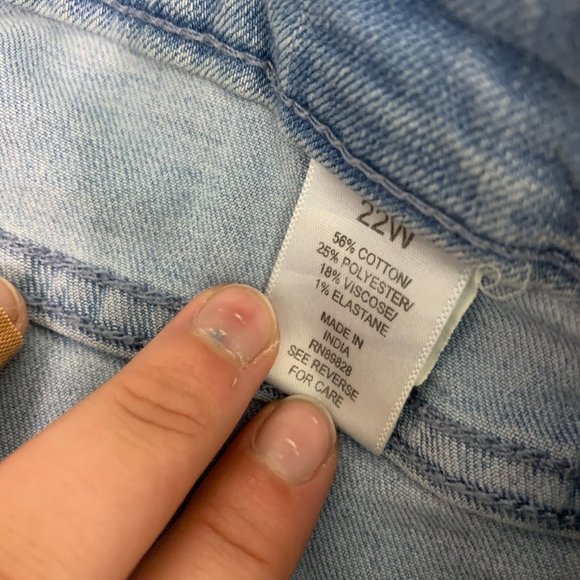 22W
56% COTTON/
25% POLYESTER/
18% VISCOSE/
1% ELASTANE
MADE IN
INDIA
RN89828
SEE REVERSE
FOR CARE